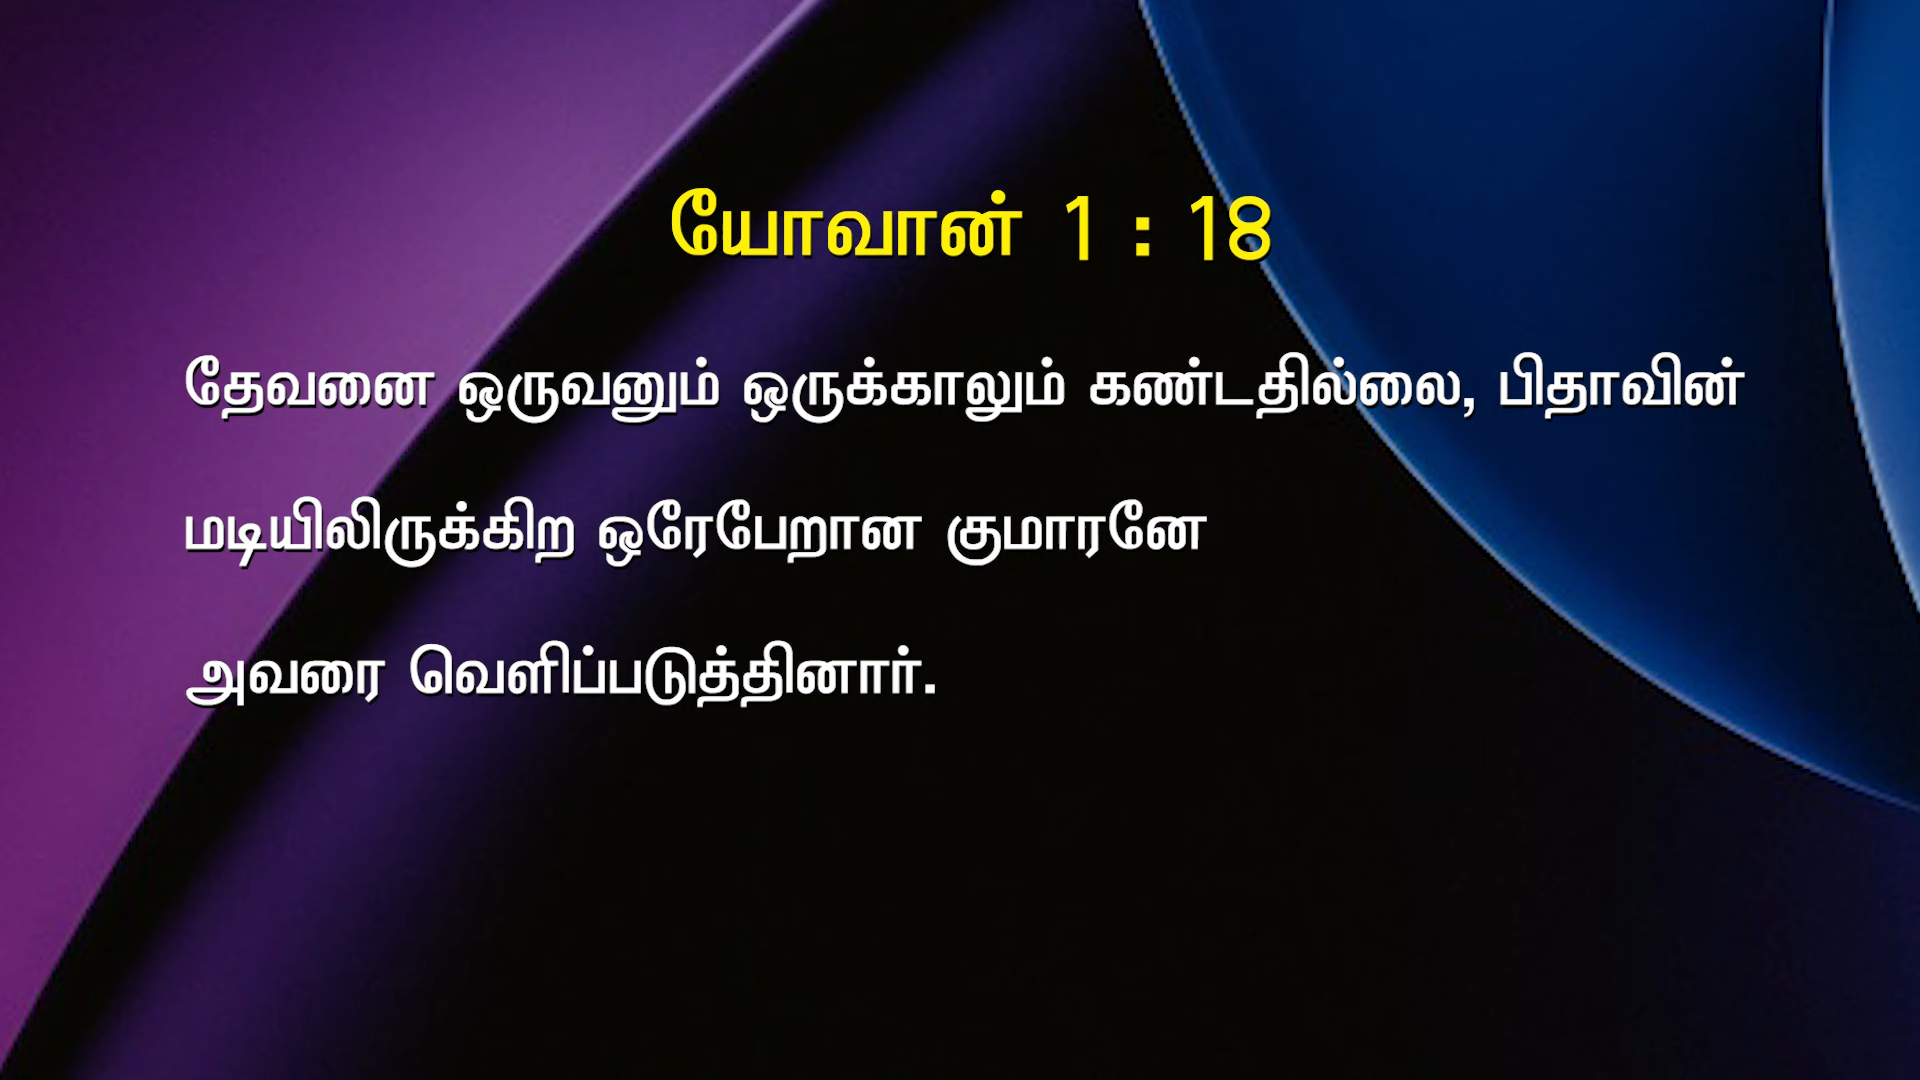 யோவான் 1 : 18
தேவனை ஒருவனும் ஒருக்காலும் கண்டதில்லை, பிதாவின்
மடியிலிருக்கிற ஒரேபேறான குமாரனே
அவரை வெளிப்படுத்தினார்.